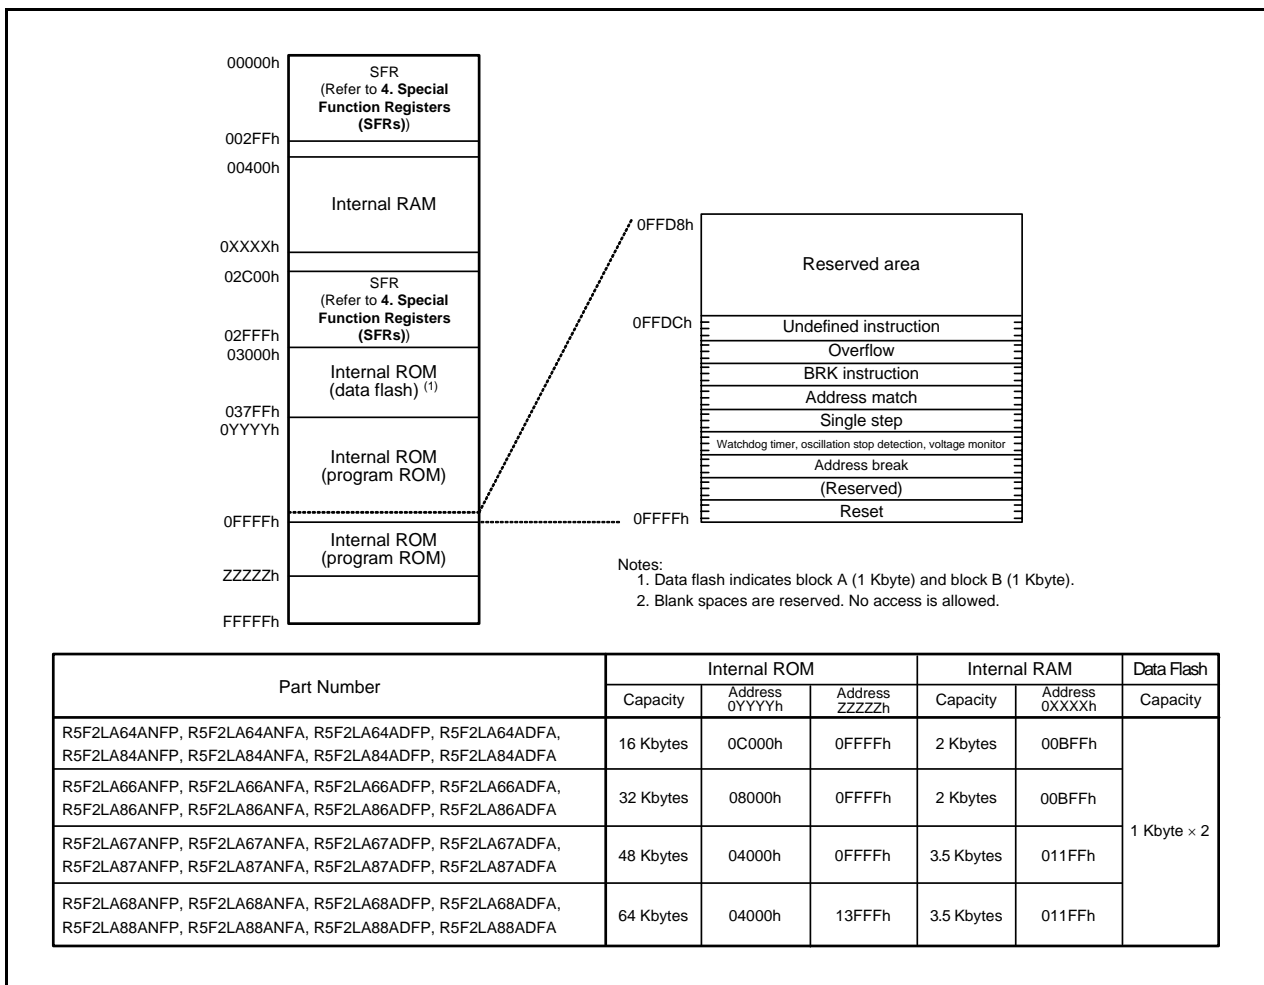 00000h
SFR
(Refer to 4. Special
Function Registers
(SFRs))
002FFh
00400h
Internal RAM
0XXXXh
02C00h
SFR
(Refer to 4. Special
Function Registers
(SFRs))
02FFFh
03000h
Internal ROM
(data flash) (1)
037FFh
0YYYYh
Internal ROM
(program ROM)
0FFFFh
Internal ROM
(program ROM)
ZZZZZh
FFFFFh
0FFD8h
Reserved area
0FFDCh
Undefined instruction
Overflow
BRK instruction
Address match
Single step
Watchdog timer, oscillation stop detection, voltage monitor
Address break
(Reserved)
Reset
0FFFFh
Notes:
1. Data flash indicates block A (1 Kbyte) and block B (1 Kbyte).
2. Blank spaces are reserved. No access is allowed.
Part Number Internal ROM Internal RAM Data Flash
Capacity Address 0YYYYh Address ZZZZZh Capacity Address 0XXXXh Capacity
R5F2LA64ANFP, R5F2LA64ANFA, R5F2LA64ADFP, R5F2LA64ADFA,
R5F2LA84ANFP, R5F2LA84ANFA, R5F2LA84ADFP, R5F2LA84ADFA
16 Kbytes 0C000h 0FFFFh 2 Kbytes 00BFFh
R5F2LA66ANFP, R5F2LA66ANFA, R5F2LA66ADFP, R5F2LA66ADFA,
R5F2LA86ANFP, R5F2LA86ANFA, R5F2LA86ADFP, R5F2LA86ADFA
32 Kbytes 08000h 0FFFFh 2 Kbytes 00BFFh
1 Kbyte × 2
R5F2LA67ANFP, R5F2LA67ANFA, R5F2LA67ADFP, R5F2LA67ADFA,
R5F2LA87ANFP, R5F2LA87ANFA, R5F2LA87ADFP, R5F2LA87ADFA
48 Kbytes 04000h 0FFFFh 3.5 Kbytes 011FFh
R5F2LA68ANFP, R5F2LA68ANFA, R5F2LA68ADFP, R5F2LA68ADFA,
R5F2LA88ANFP, R5F2LA88ANFA, R5F2LA88ADFP, R5F2LA88ADFA
64 Kbytes 04000h 13FFFh 3.5 Kbytes 011FFh